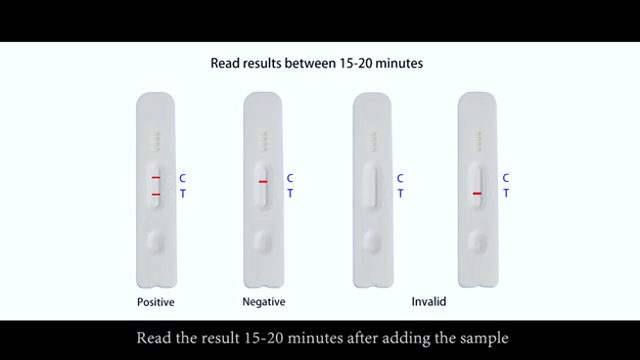 Read results between 15-20 minutes
C
T
C
T
C
T
C
T
Positive
Negative
Invalid
Read the result 15-20 minutes after adding the sample